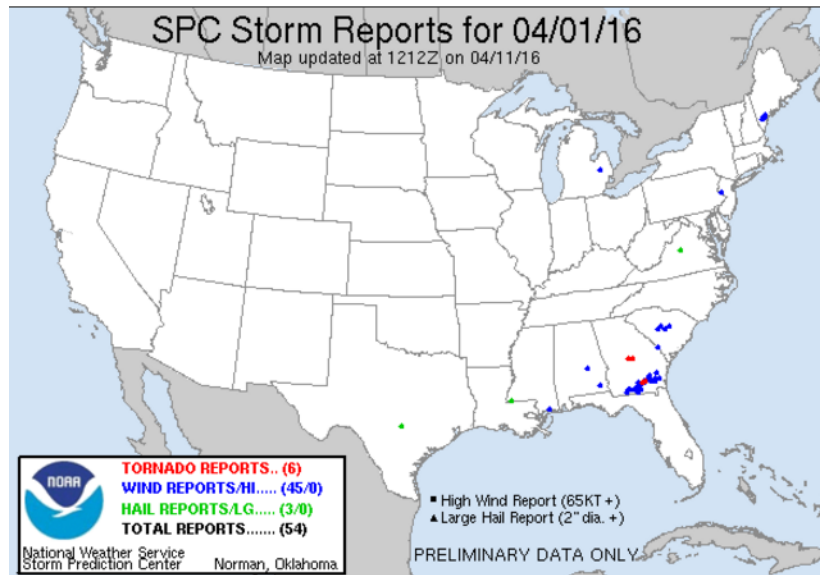 SPC Storm Reports for 04/01/16
Map updated at 1212Z on 04/11/16
NOAA
TORNADO REPORTS.. (6)
WIND REPORTS/HI..... (45/0)
HAIL REPORTS/LG..... (3/0)
TOTAL REPORTS....... (54)
National Weather Service
Storm Prediction Center Norman, Oklahoma
High Wind Report (65KT +)
Large Hail Report (2" dia. +)
PRELIMINARY DATA ONLY